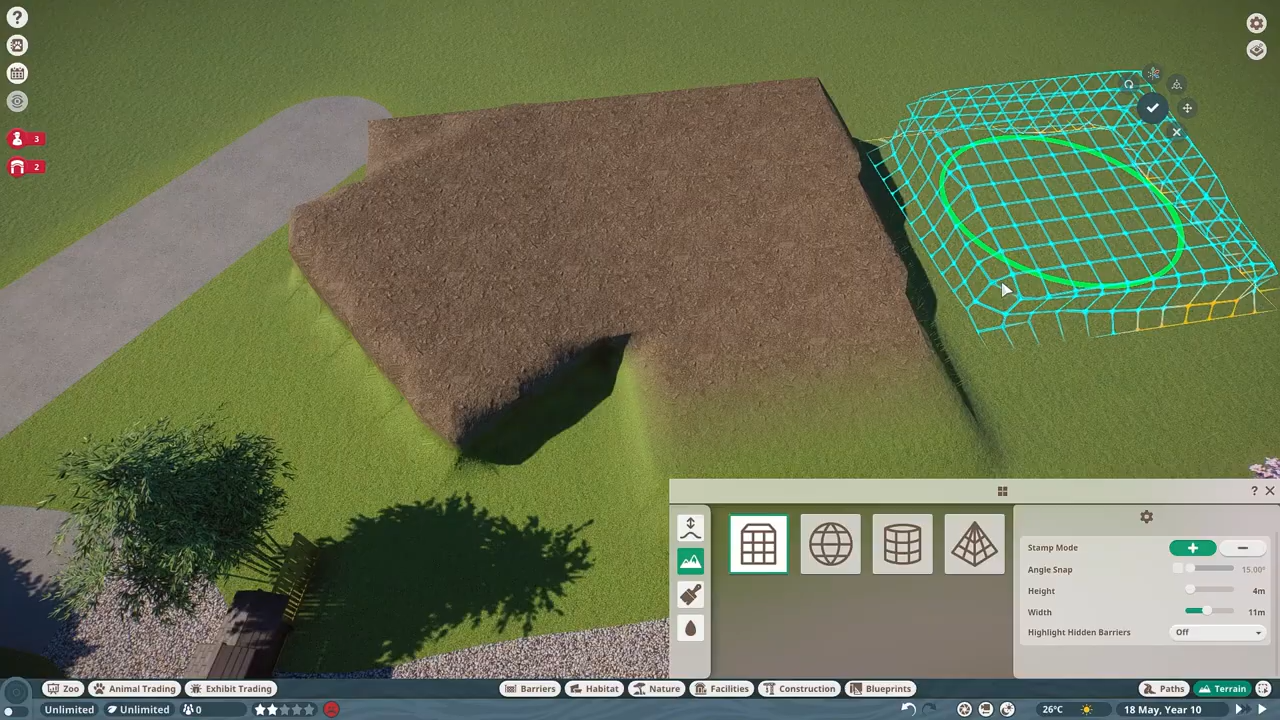 ?
3
2
?
Stamp Mode
Angle Snap 15.00°
Height 4m
Width 11m
Highlight Hidden Barriers Off
Zoo Animal Trading Exhibit Trading Barriers Habitat Nature Facilities Construction Blueprints Paths Terrain
Unlimited Unlimited 0 26°C 18 May, Year 10